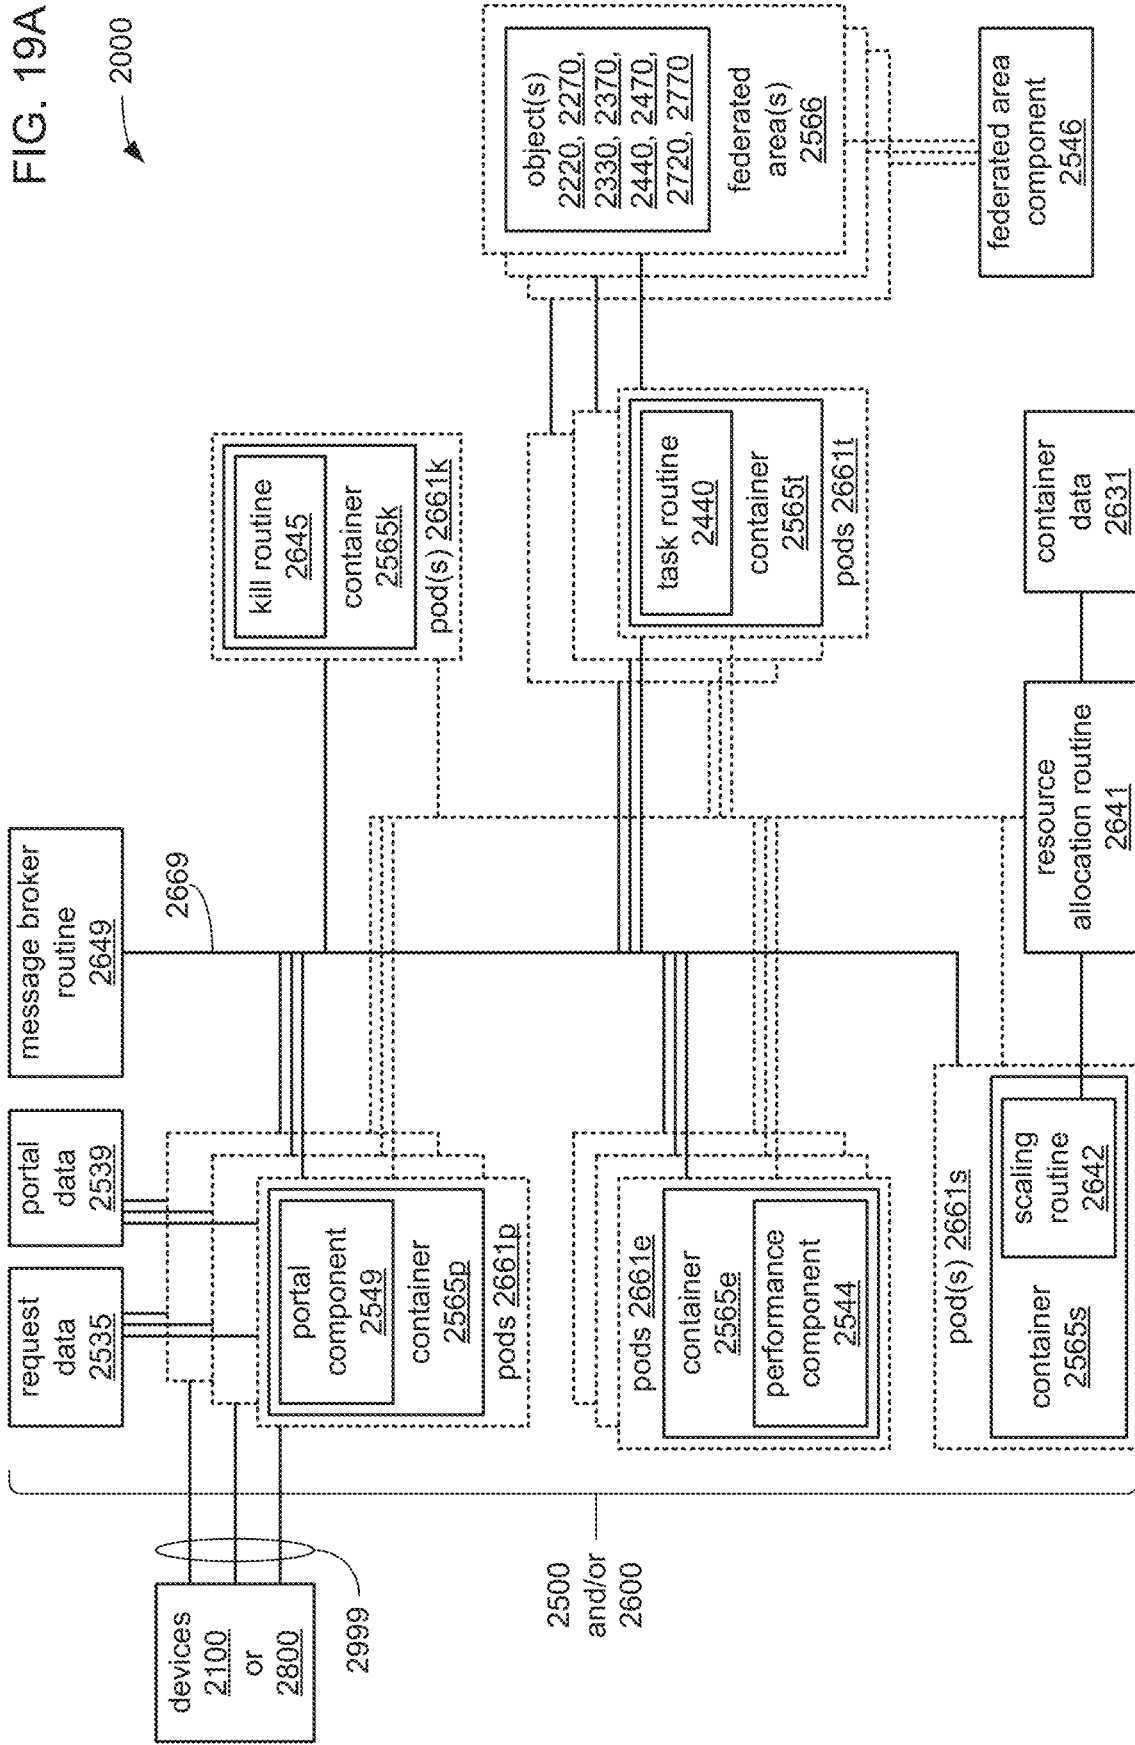 FIG. 19A
2000
devices
2100
or
2800
2999
2500
and/or
2600
request
data
2535
portal
data
2539
message broker
routine
2649
2669
portal
component
2549
container
2565p
pods 2661p
kill routine
2645
container
2565k
pod(s) 2661k
pods 2661e
container
2565e
performance
component
2544
task routine
2440
container
2565t
pods 2661t
object(s)
2220, 2270,
2330, 2370,
2440, 2470,
2720, 2770
federated
area(s)
2566
federated area
component
2546
pod(s) 2661s
scaling
routine
2642
container
2565s
resource
allocation routine
2641
container
data
2631